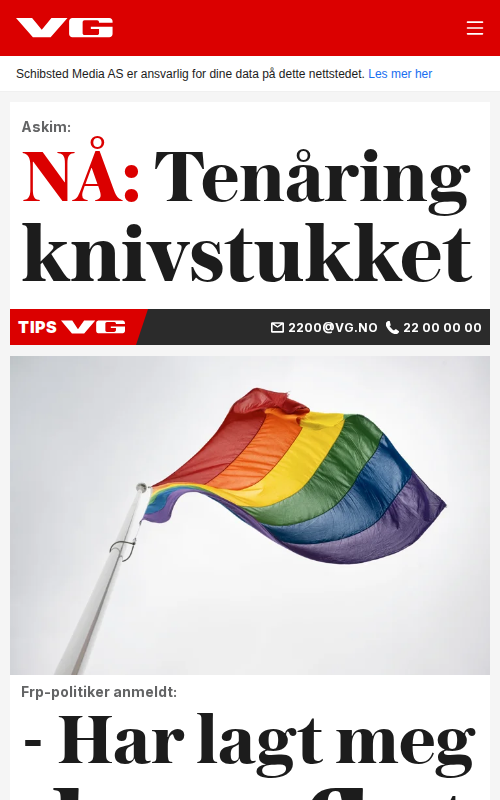 VG
Schibsted Media AS er ansvarlig for dine data på dette nettstedet. Les mer her
Askim:
NÅ: Tenåring
knivstukket
TIPS VG 2200@VG.NO 22 00 00 00
Frp-politiker anmeldt:
- Har lagt meg